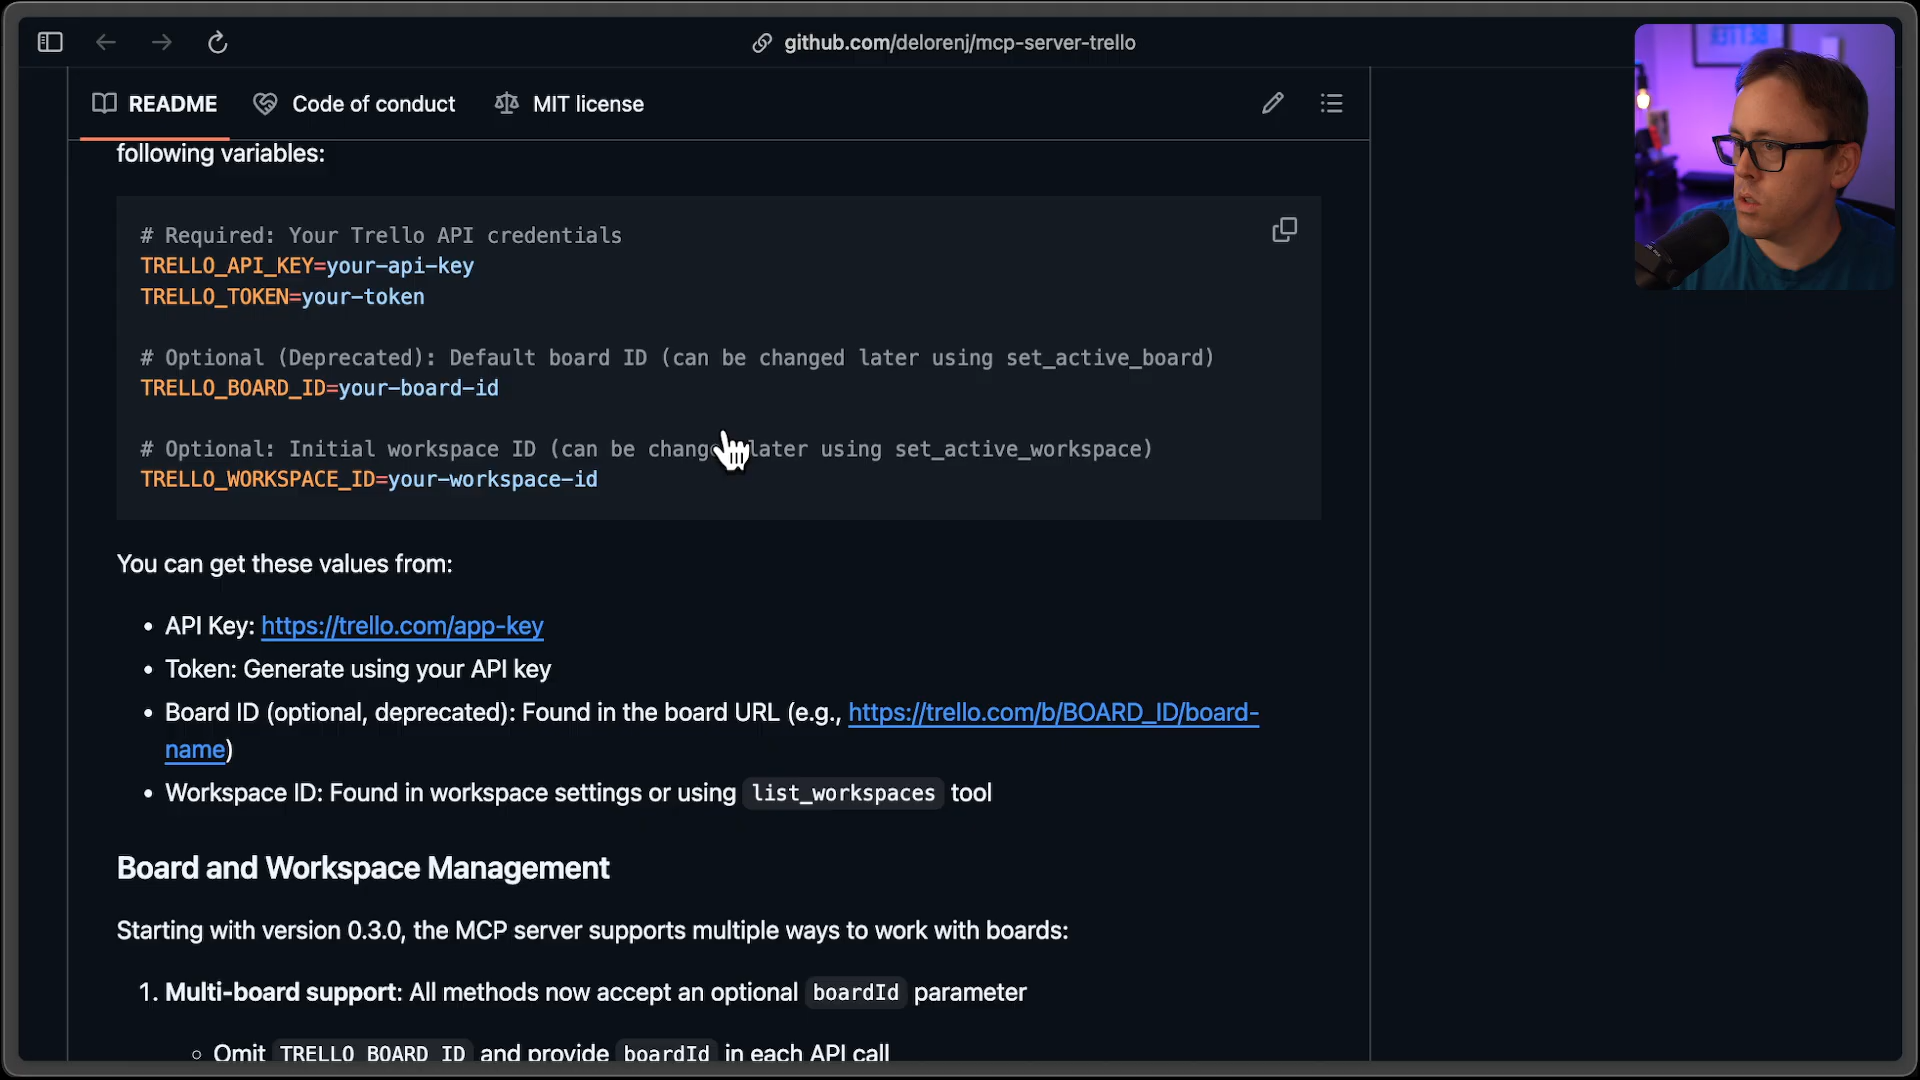 github.com/delorenj/mcp-server-trello
README Code of conduct MIT license
following variables:
# Required: Your Trello API credentials
TRELLO_API_KEY=your-api-key
TRELLO_TOKEN=your-token
# Optional (Deprecated): Default board ID (can be changed later using set_active_board)
TRELLO_BOARD_ID=your-board-id
# Optional: Initial workspace ID (can be chang later using set_active_workspace)
TRELLO_WORKSPACE_ID=your-workspace-id
You can get these values from:
• API Key: https://trello.com/app-key
• Token: Generate using your API key
• Board ID (optional, deprecated): Found in the board URL (e.g., https://trello.com/b/BOARD_ID/board-
name)
• Workspace ID: Found in workspace settings or using list_workspaces tool
Board and Workspace Management
Starting with version 0.3.0, the MCP server supports multiple ways to work with boards:
1. Multi-board support: All methods now accept an optional boardId parameter
◦ Omit TRELLO_BOARD_ID and provide boardId in each API call